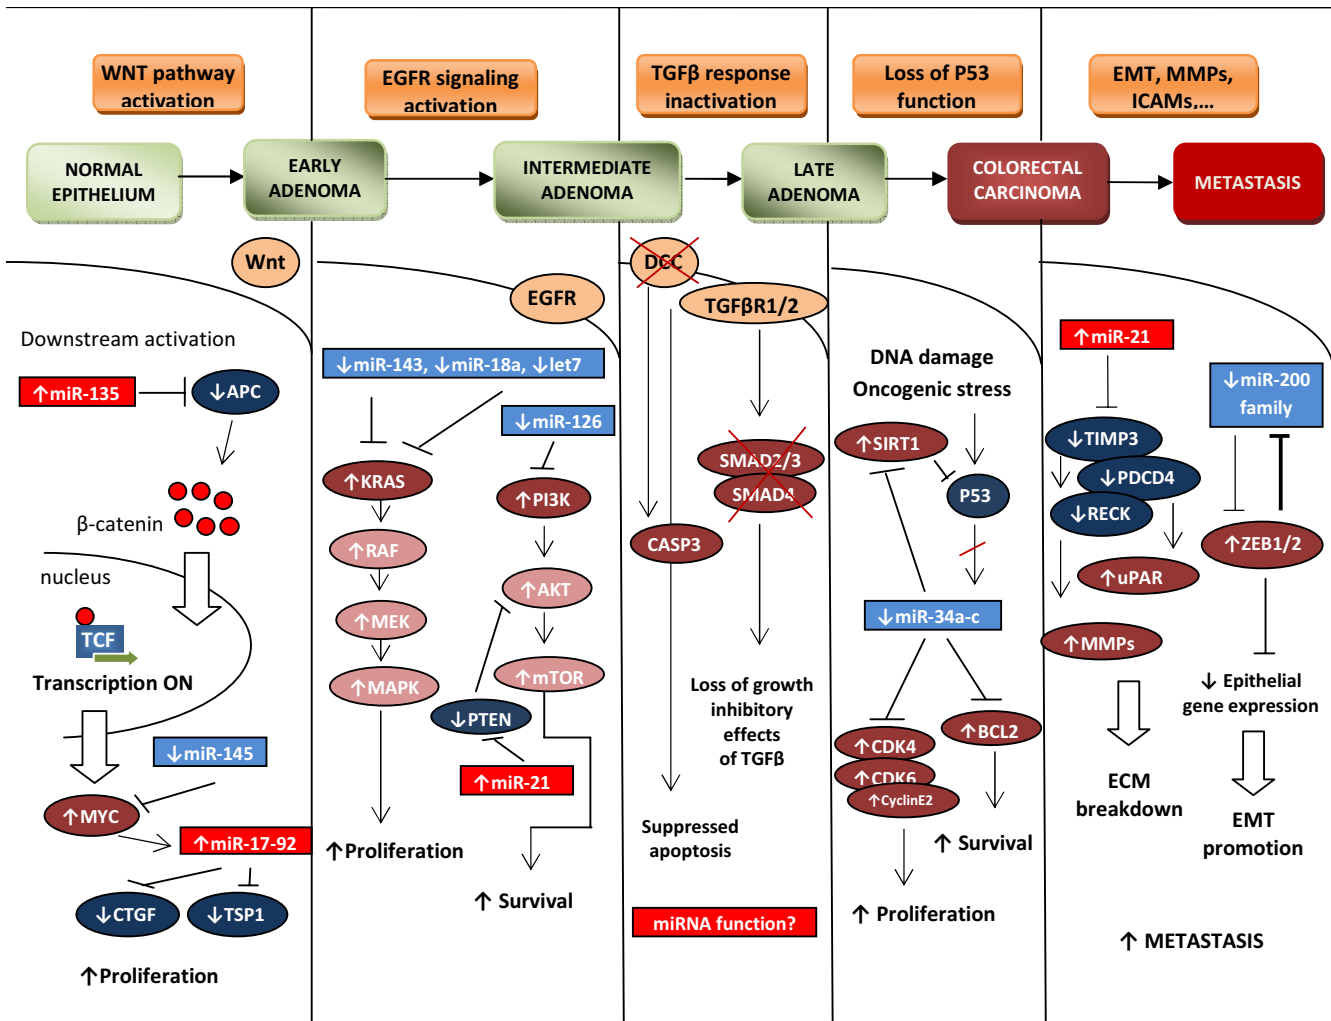 WNT pathway
activation
EGFR signaling
activation
TGFβ response
inactivation
Loss of P53
function
EMT, MMPs,
ICAMs,...
NORMAL
EPITHELIUM
EARLY
ADENOMA
INTERMEDIATE
ADENOMA
LATE
ADENOMA
COLORECTAL
CARCINOMA
METASTASIS
Wnt
Downstream activation
↑miR-135
↓APC
β-catenin
nucleus
TCF
Transcription ON
↓miR-145
↑MYC
↑miR-17-92
↓CTGF
↓TSP1
↑Proliferation
EGFR
↓miR-143, ↓miR-18a, ↓let7
↓miR-126
↑KRAS
↑PI3K
↑RAF
↑AKT
↑MEK
↑mTOR
↑MAPK
↓PTEN
↑miR-21
↑Proliferation
↑ Survival
DCC
TGFβR1/2
SMAD2/3
SMAD4
CASP3
Loss of growth
inhibitory
effects
of TGFβ
Suppressed
apoptosis
miRNA function?
DNA damage
Oncogenic stress
↑SIRT1
P53
↓miR-34a-c
↑CDK4
↑CDK6
↑CyclinE2
↑BCL2
↑ Survival
↑ Proliferation
↑miR-21
↓miR-200
family
↓TIMP3
↓PDCD4
↓RECK
↑ZEB1/2
↑uPAR
↑MMPs
↓ Epithelial
gene expression
ECM
breakdown
EMT
promotion
↑ METASTASIS